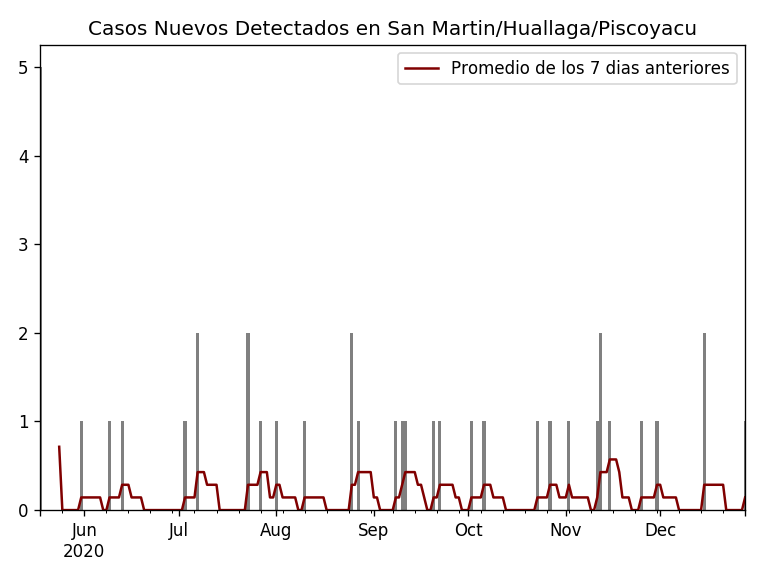 Casos Nuevos Detectados en San Martin/Huallaga/Piscoyacu
Promedio de los 7 dias anteriores
5
4
3
2
1
0
Jun Jul Aug Sep Oct Nov Dec
2020